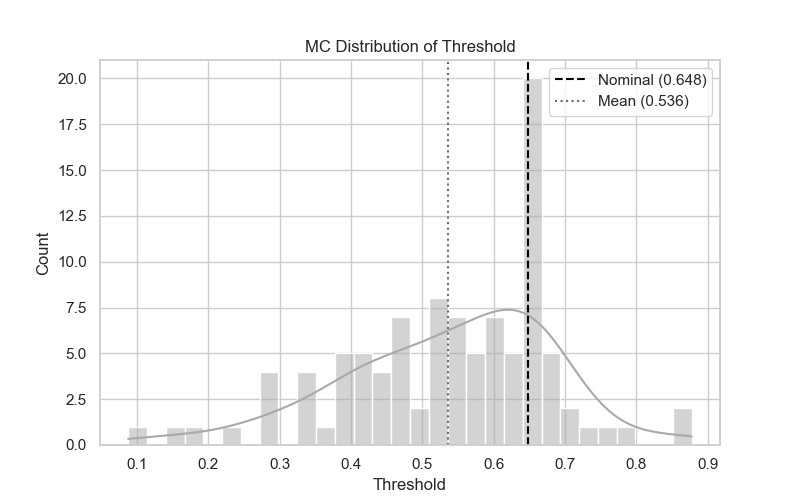 MC Distribution of Threshold
Nominal (0.648)
Mean (0.536)
Count
20.0
17.5
15.0
12.5
10.0
7.5
5.0
2.5
0.0
0.1 0.2 0.3 0.4 0.5 0.6 0.7 0.8 0.9
Threshold